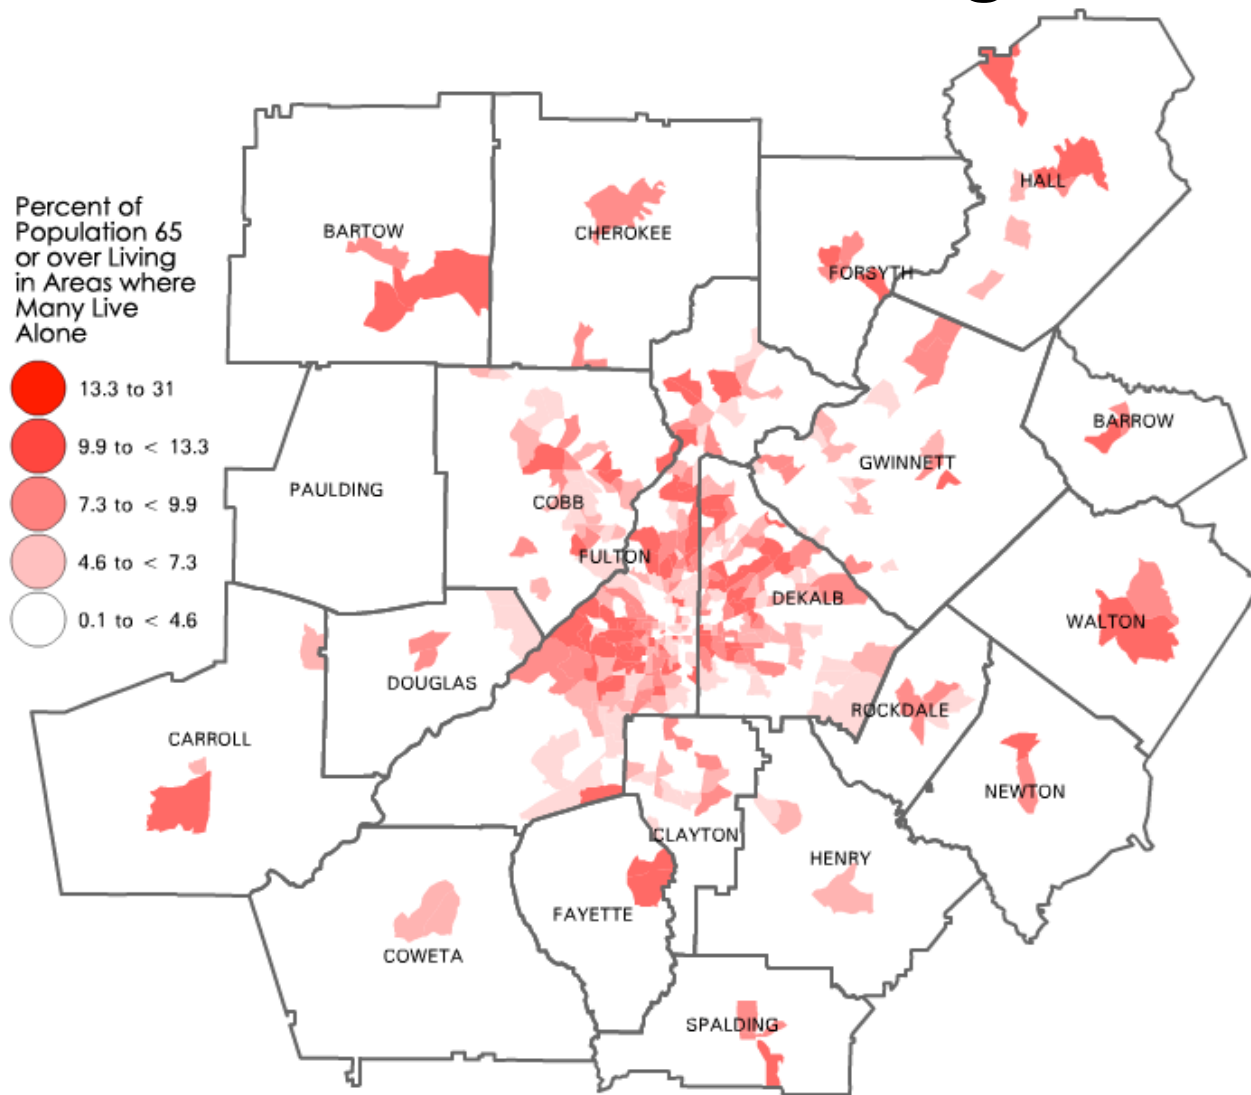 Percent of
Population 65
or over Living
in Areas where
Many Live
Alone
13.3 to 31
9.9 to < 13.3
7.3 to < 9.9
4.6 to < 7.3
0.1 to < 4.6
HALL
BARTOW
CHEROKEE
FORSYTH
BARROW
GWINNETT
PAULDING
COBB
FULTON
DEKALB
WALTON
DOUGLAS
ROCKDALE
CARROLL
NEWTON
CLAYTON
HENRY
FAYETTE
COWETA
SPALDING